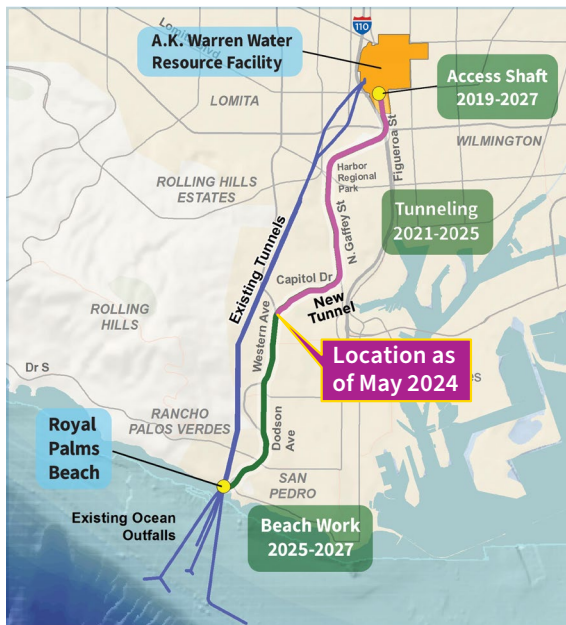 Lomita Blvd
110
A.K. Warren Water
Resource Facility
Access Shaft
2019-2027
LOMITA
Figueroa St
WILMINGTON
Harbor
Regional
Park
ROLLING HILLS
ESTATES
Tunneling
2021-2025
N. Gaffey St
Existing Tunnels
Capitol Dr
New
Tunnel
ROLLING
HILLS
Western Ave
Location as
of May 2024
Dr S
RANCHO
PALOS VERDES
Royal
Palms
Beach
Dodson
Ave
SAN
PEDRO
Existing Ocean
Outfalls
Beach Work
2025-2027